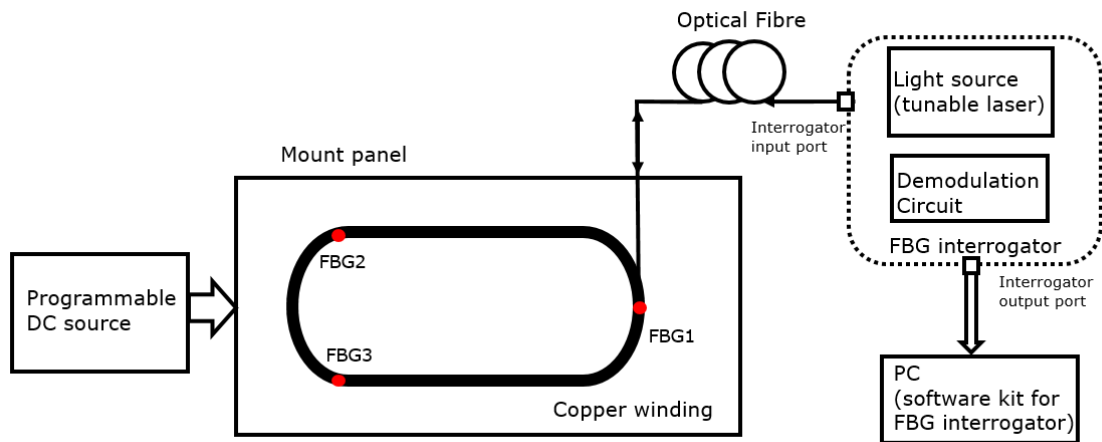 Optical Fibre
Light source
(tunable laser)
Interrogator
input port
Mount panel
Demodulation
Circuit
FBG interrogator
FBG2
Programmable
DC source
Interrogator
output port
FBG1
FBG3
PC
(software kit for
FBG interrogator)
Copper winding